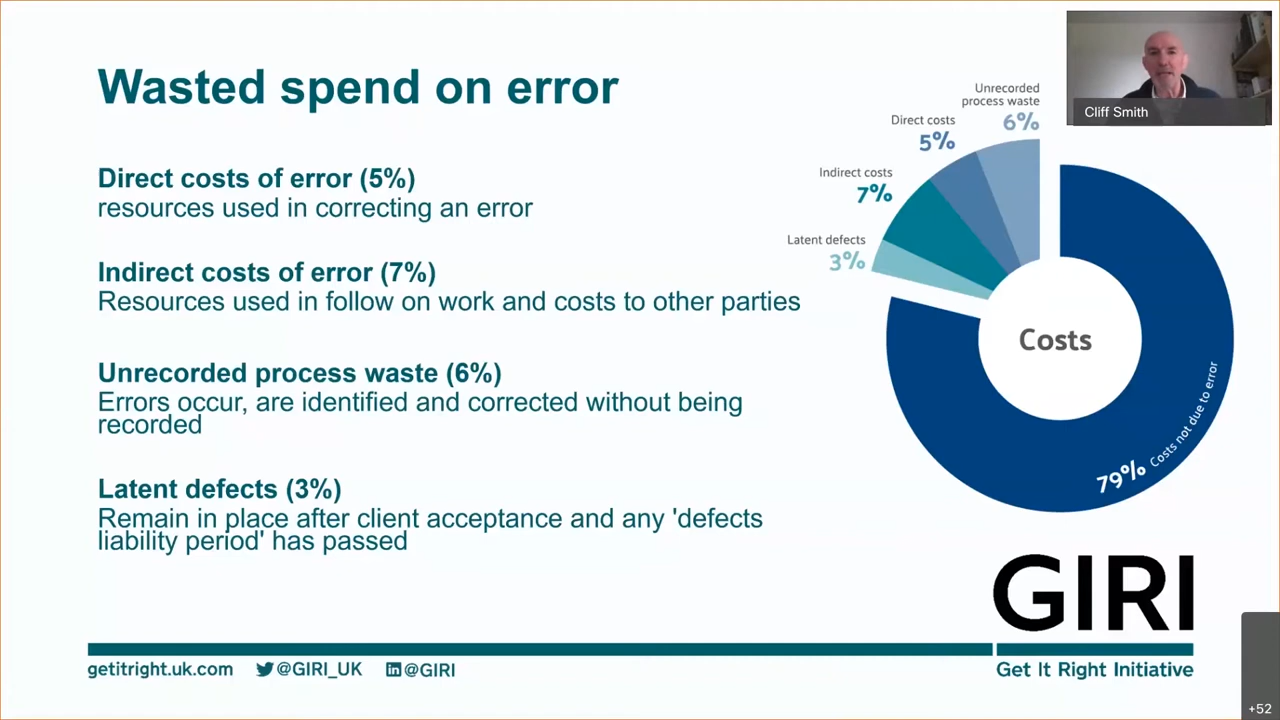 Wasted spend on error
Direct costs of error (5%)
resources used in correcting an error
Indirect costs of error (7%)
Resources used in follow on work and costs to other parties
Unrecorded process waste (6%)
Errors occur, are identified and corrected without being
recorded
Latent defects (3%)
Remain in place after client acceptance and any 'defects
liability period' has passed
Unrecorded
process waste
6%
Direct costs
5%
Indirect costs
7%
Latent defects
3%
Costs
79% Costs not due to error
Cliff Smith
GIRI
Get It Right Initiative
getitright.uk.com @GIRI_UK in @GIRI
+52